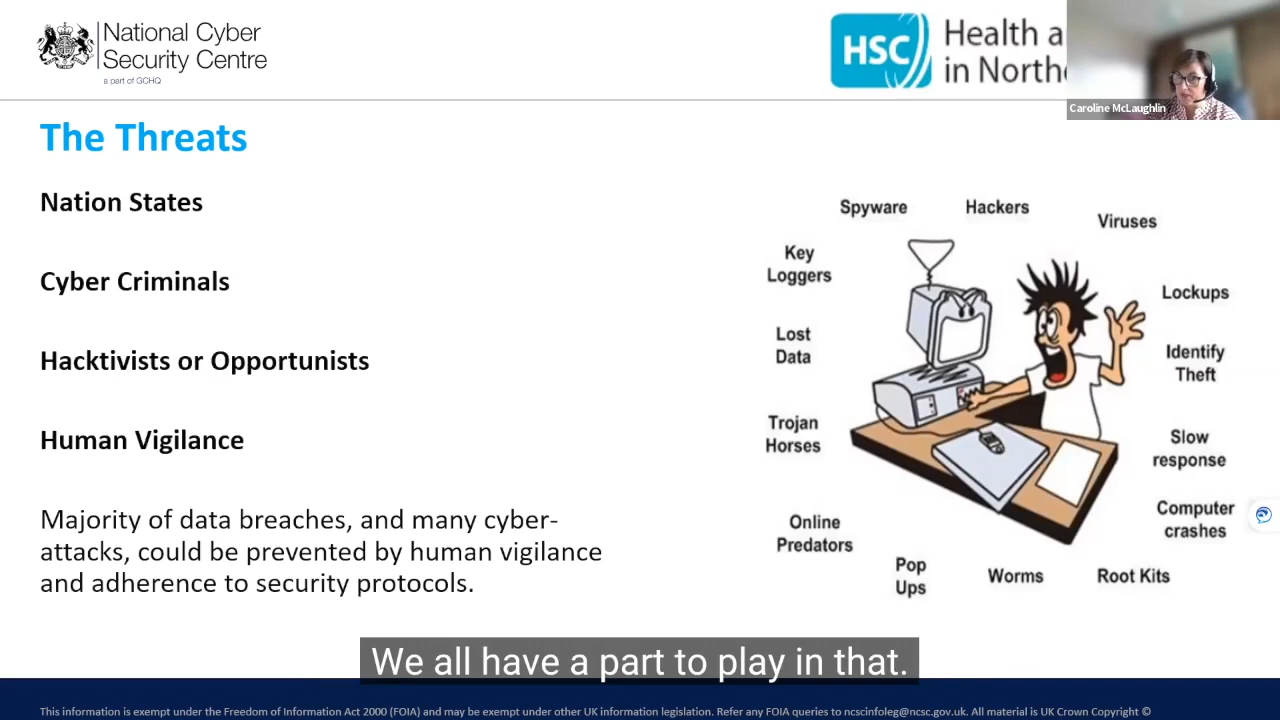 National Cyber
Security Centre
a part of GCHQ
HSC
Health a
in North
Caroline McLaughlin
The Threats
Nation States
Cyber Criminals
Hacktivists or Opportunists
Human Vigilance
Majority of data breaches, and many cyber-
attacks, could be prevented by human vigilance
and adherence to security protocols.
Spyware
Hackers
Viruses
Key
Loggers
Lockups
Lost
Data
Identify
Theft
Trojan
Horses
Slow
response
Online
Predators
Computer
crashes
Pop
Ups
Worms
Root Kits
We all have a part to play in that.
This information is exempt under the Freedom of Information Act 2000 (FOIA) and may be exempt under other UK information legislation. Refer any FOIA queries to ncscinfoleg@ncsc.gov.uk. All material is UK Crown Copyright ©